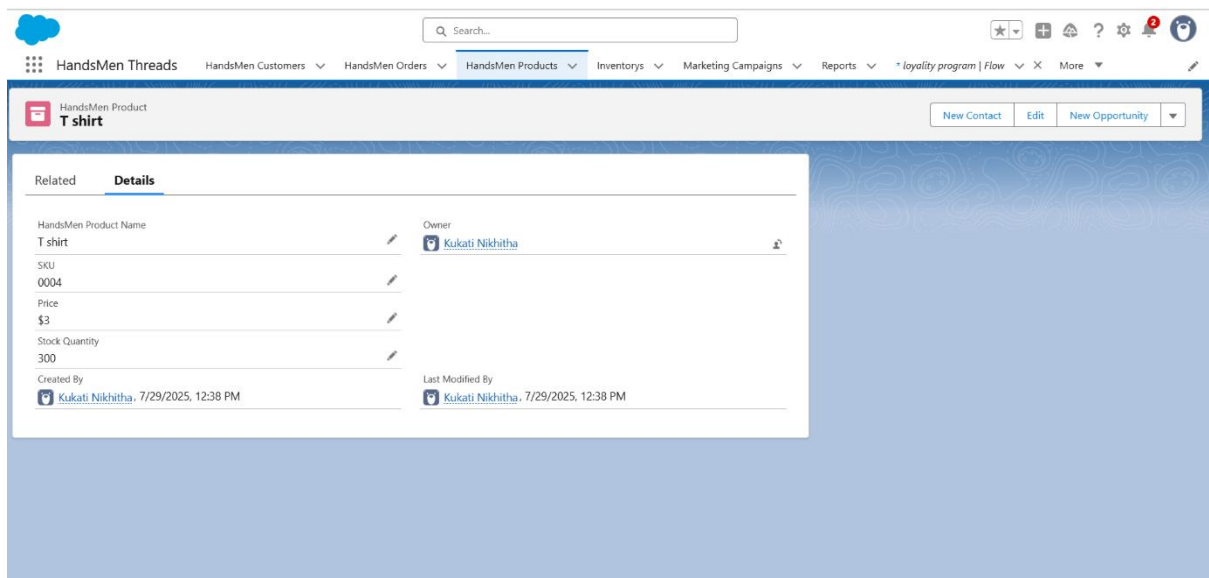 Search...
2
HandsMen Threads HandsMen Customers HandsMen Orders HandsMen Products Inventorys Marketing Campaigns Reports * loyality program | Flow More
HandsMen Product
T shirt
New Contact Edit New Opportunity
Related Details
HandsMen Product Name Owner
T shirt Kukati Nikhitha
SKU
0004
Price
$3
Stock Quantity
300
Created By Last Modified By
Kukati Nikhitha, 7/29/2025, 12:38 PM Kukati Nikhitha, 7/29/2025, 12:38 PM